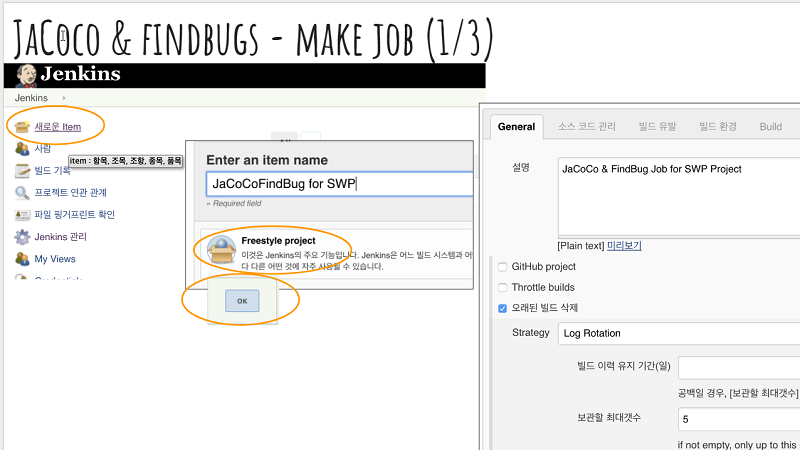 JaCoco & findbugs - make job (1/3)
Jenkins
Jenkins
새로운 Item
사람
item : 항목, 조목, 조항, 종목, 품목
빌드 기록
프로젝트 연관 관계
파일 핑거프린트 확인
Jenkins 관리
My Views
Credentials
All
Enter an item name
JaCoCoFindBug for SWP
» Required field
Freestyle project
이것은 Jenkins의 주요 기능입니다. Jenkins은 어느 빌드 시스템과 어
다 다른 어떤 것에 자주 사용될 수 있습니다.
OK
General 소스 코드 관리 빌드 유발 빌드 환경 Build
설명
JaCoCo & FindBug Job for SWP Project
[Plain text] 미리보기
GitHub project
Throttle builds
오래된 빌드 삭제
Strategy Log Rotation
빌드 이력 유지 기간(일)
공백일 경우, [보관할 최대갯수]
보관할 최대갯수 5
if not empty, only up to this